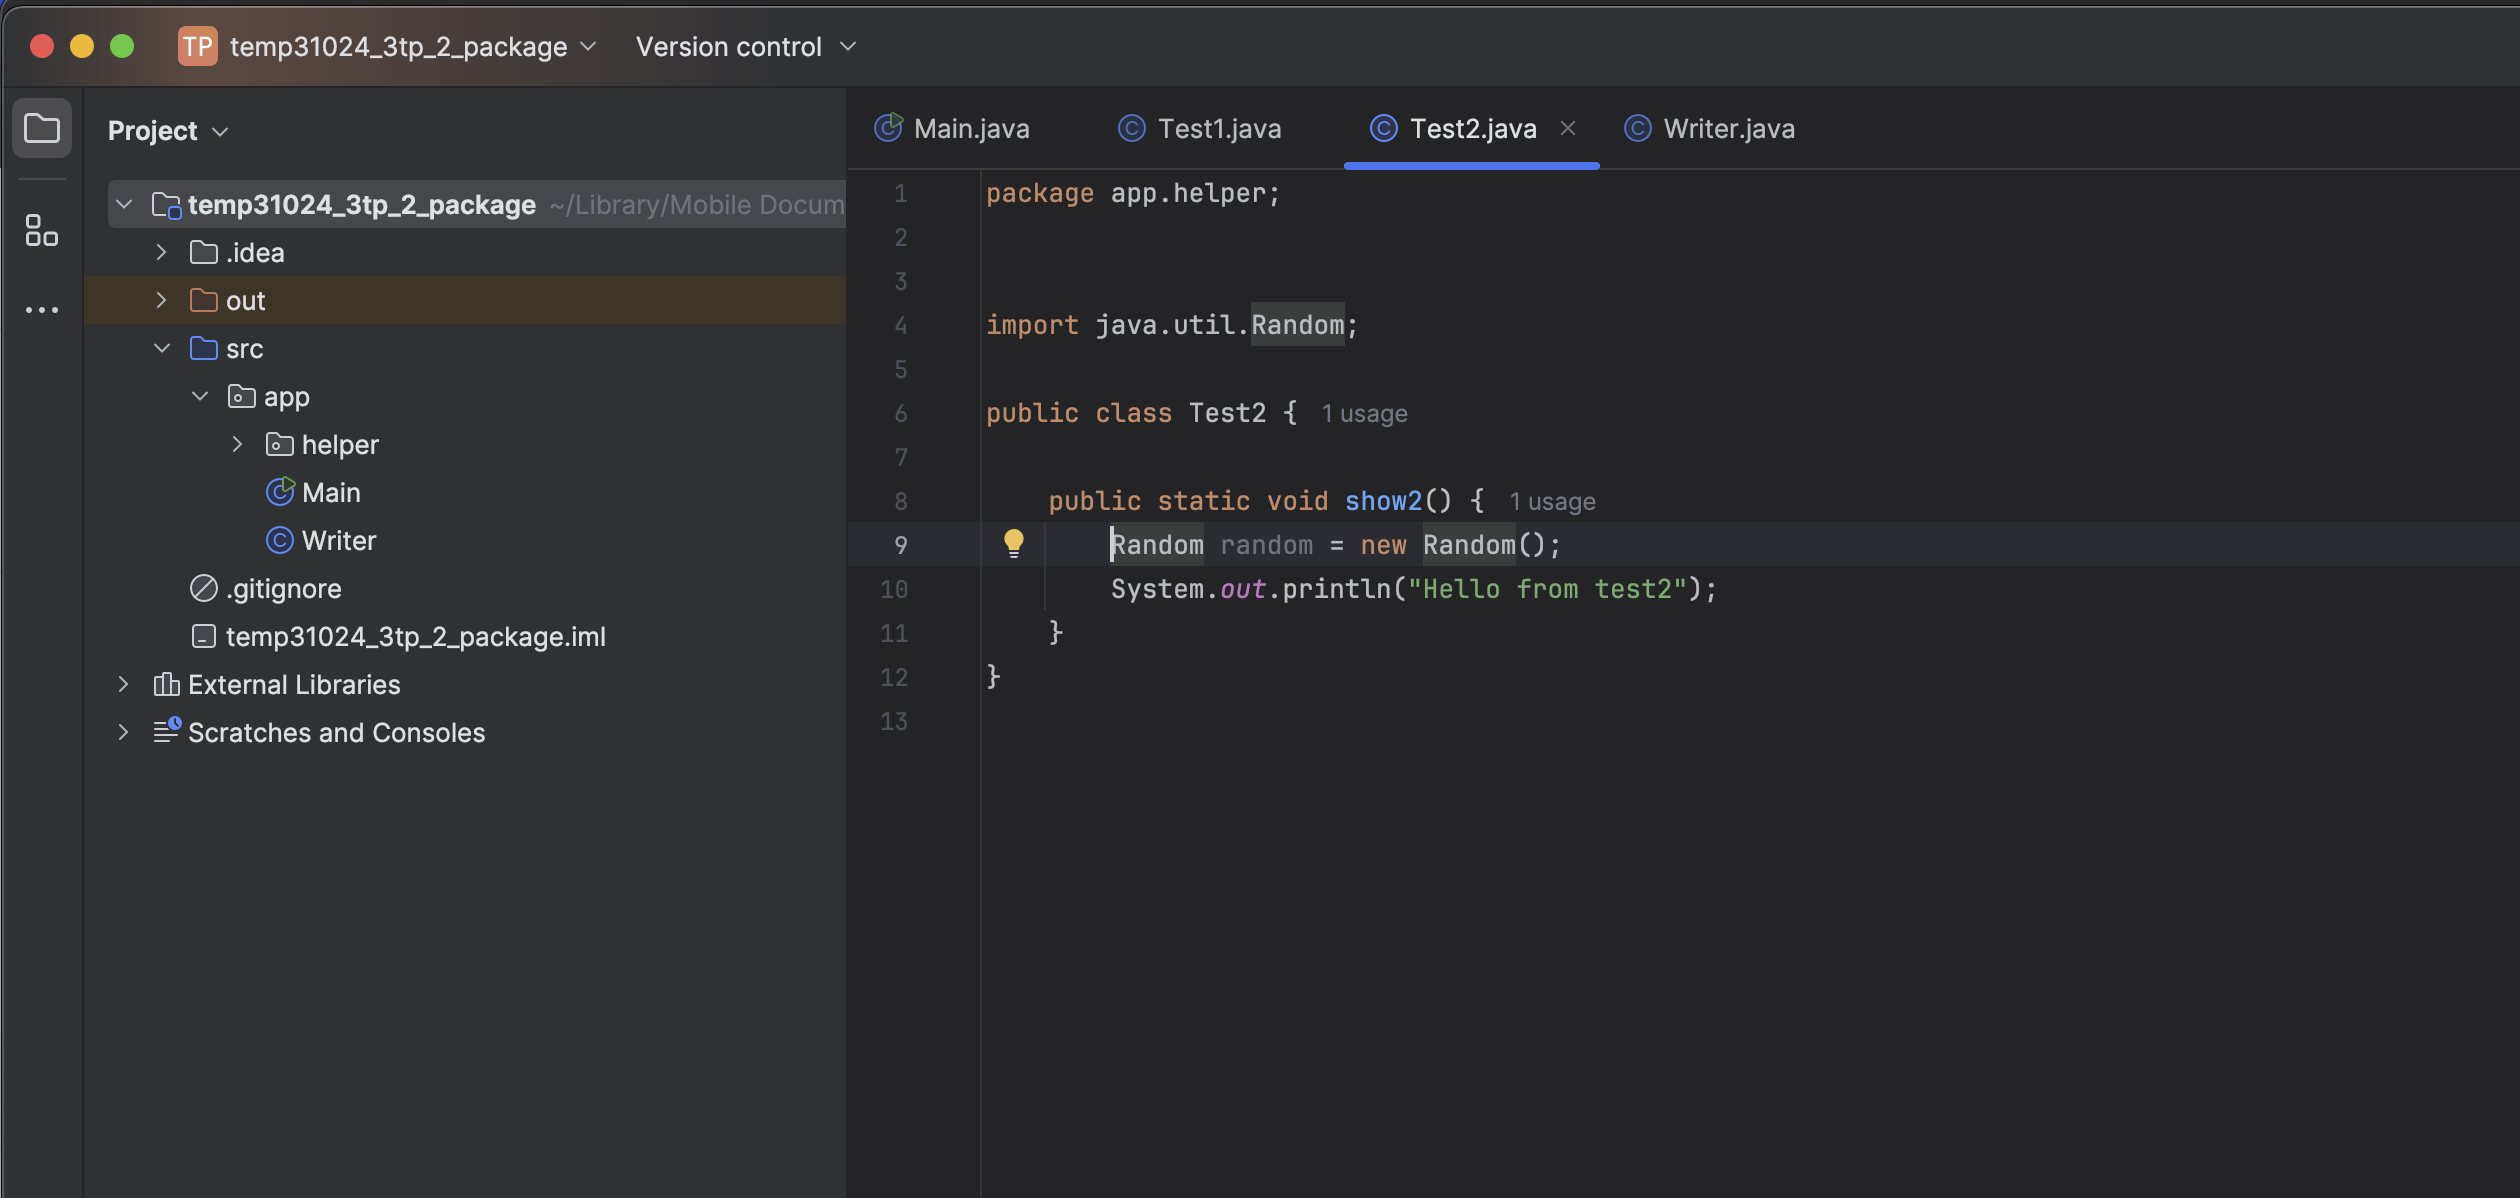 TP temp31024_3tp_2_package Version control
Project
temp31024_3tp_2_package ~/Library/Mobile Docum
.idea
out
src
app
helper
Main
Writer
.gitignore
temp31024_3tp_2_package.iml
External Libraries
Scratches and Consoles
Main.java Test1.java Test2.java Writer.java
1 package app.helper;
2
3
4 import java.util.Random;
5
6 public class Test2 { 1 usage
7
8 public static void show2() { 1 usage
9 Random random = new Random();
10 System.out.println("Hello from test2");
11 }
12 }
13